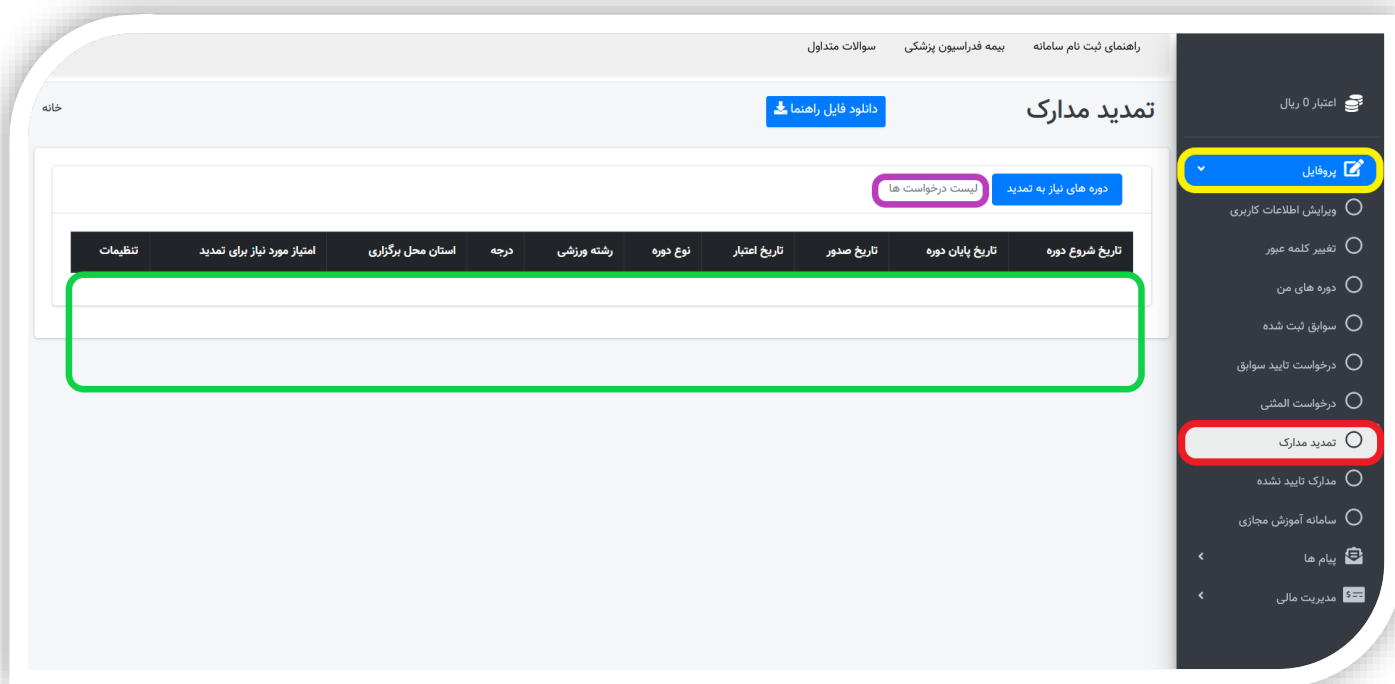 راهنمای ثبت نام سامانه بیمه فدراسیون پزشکی سوالات متداول
اعتبار 0 ریال
تمدید مدارک
دانلود فایل راهنما
خانه
پروفایل
ویرایش اطلاعات کاربری
تغییر کلمه عبور
دوره های من
سوابق ثبت شده
درخواست تایید سوابق
درخواست المثنی
تمدید مدارک
مدارک تایید نشده
سامانه آموزش مجازی
پیام ها
مدیریت مالی
دوره های نیاز به تمدید لیست درخواست ها
تاریخ شروع دوره تاریخ پایان دوره تاریخ صدور تاریخ اعتبار نوع دوره رشته ورزشی درجه استان محل برگزاری امتیاز مورد نیاز برای تمدید تنظیمات